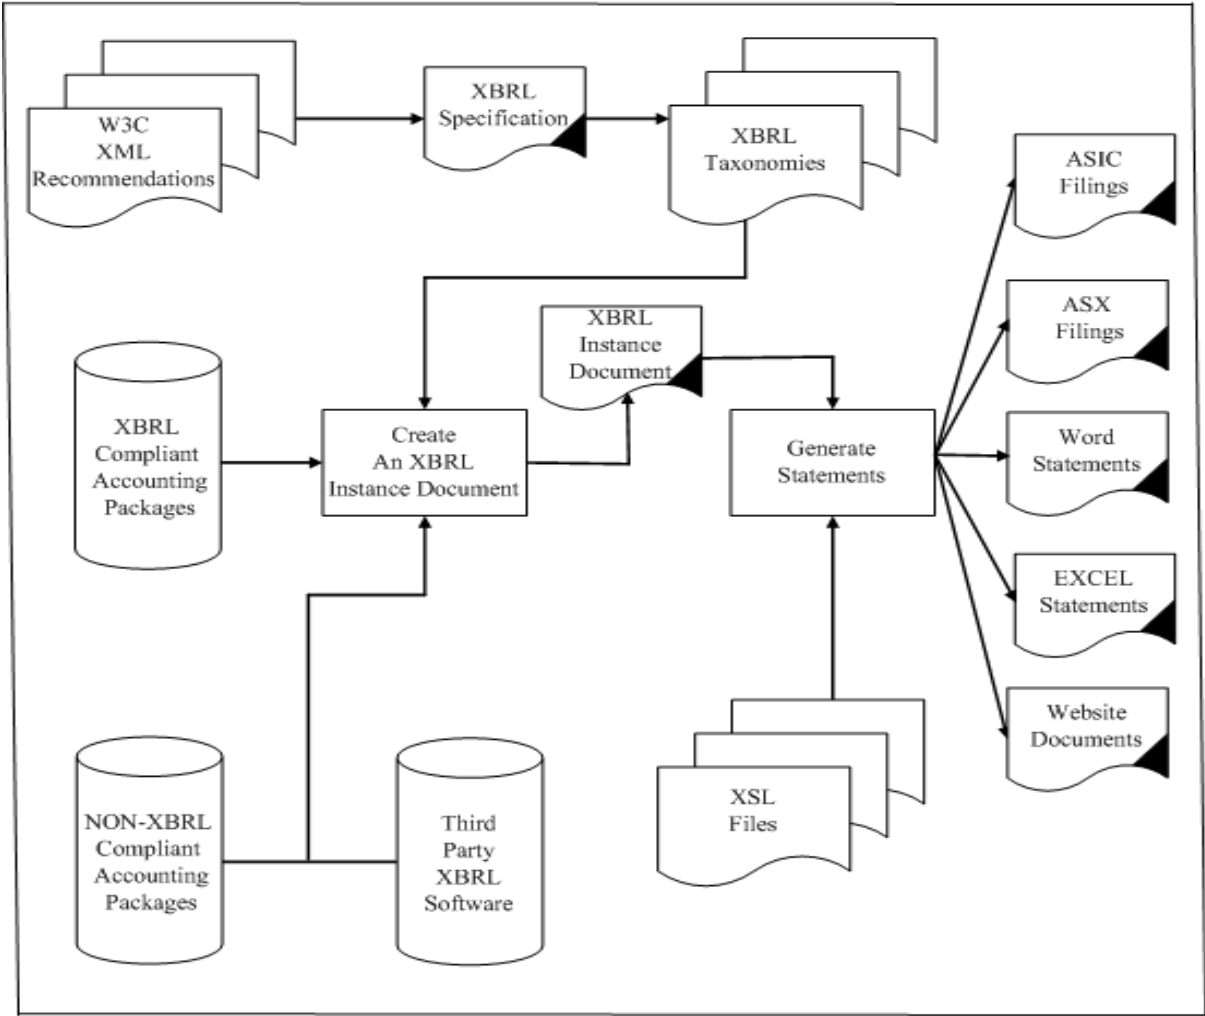 W3C
XML
Recommendations
XBRL
Specification
XBRL
Taxonomies
ASIC
Filings
XBRL
Instance
Document
ASX
Filings
XBRL
Compliant
Accounting
Packages
Create
An XBRL
Instance Document
Generate
Statements
Word
Statements
EXCEL
Statements
NON-XBRL
Compliant
Accounting
Packages
Third
Party
XBRL
Software
XSL
Files
Website
Documents